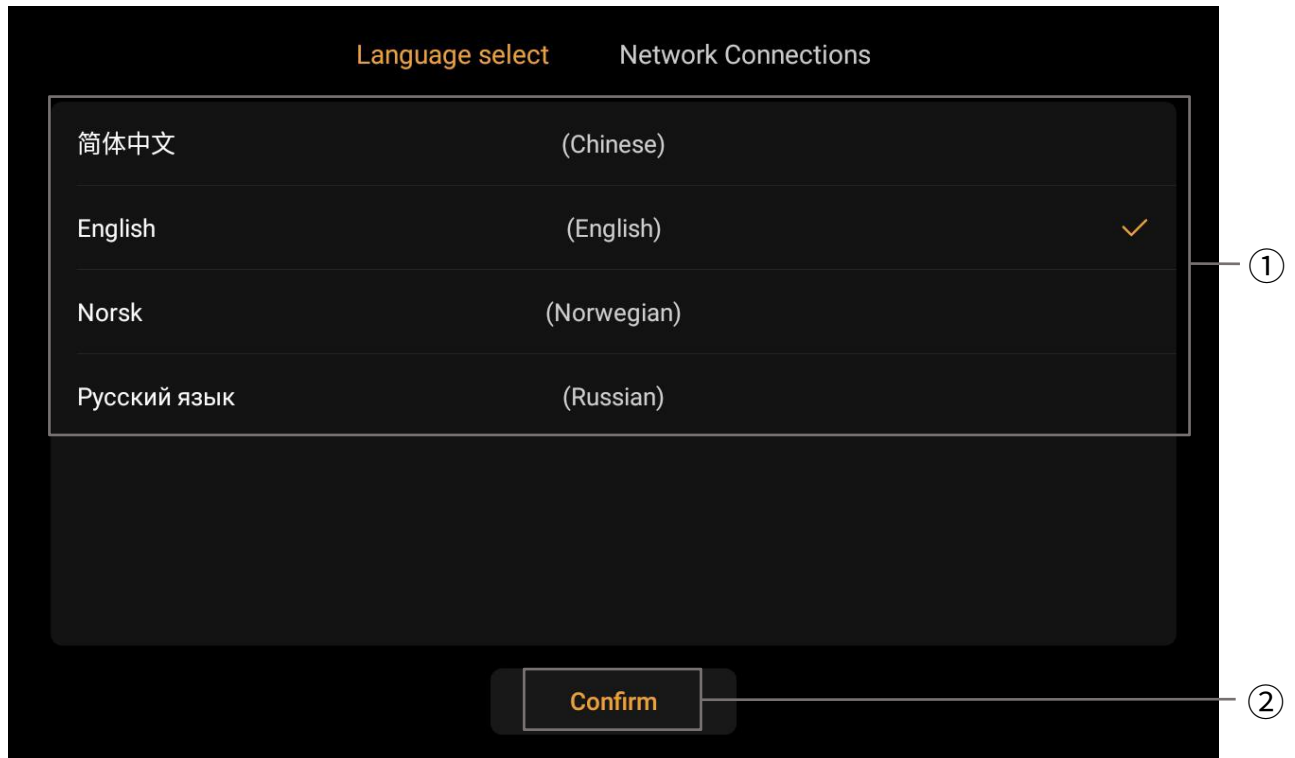 Language select Network Connections
简体中文 (Chinese)
English (English)
①
Norsk (Norwegian)
Русский язык (Russian)
Confirm
②